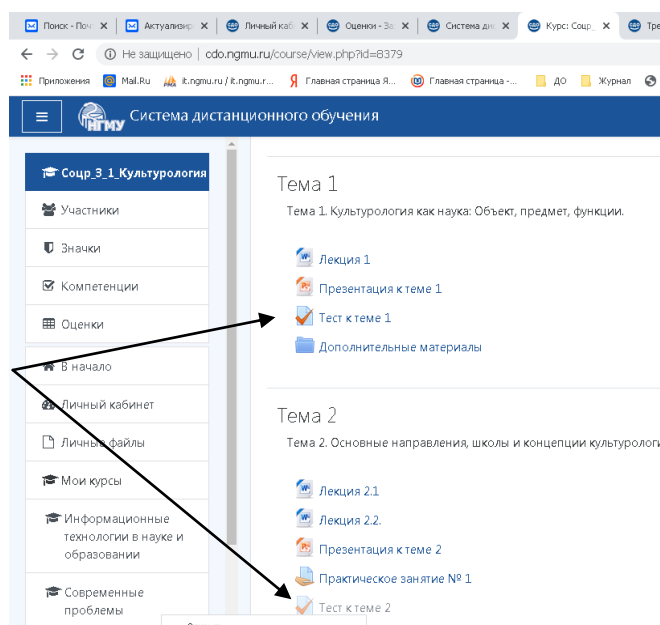 Поиск - Поч
Актуализир
Личный каб
Оценки - За
Система дис
Курс: Соцр_
Тре
Не защищено | cdo.ngmu.ru/course/view.php?id=8379
Приложения
Mail.Ru
it.ngmu.ru / it.ngmu.r...
Главная страница Я...
Главная страница -...
ДО
Журнал
НГМУ
Система дистанционного обучения
Соцр_3_1_Культурология
Участники
Значки
Компетенции
Оценки
В начало
Личный кабинет
Личные файлы
Мои курсы
Информационные
технологии в науке и
образовании
Современные
проблемы
Тема 1
Тема 1. Культурология как наука: Объект, предмет, функции.
Лекция 1
Презентация к теме 1
Тест к теме 1
Дополнительные материалы
Тема 2
Тема 2. Основные направления, школы и концепции культурологи
Лекция 2.1
Лекция 2.2.
Презентация к теме 2
Практическое занятие № 1
Тест к теме 2